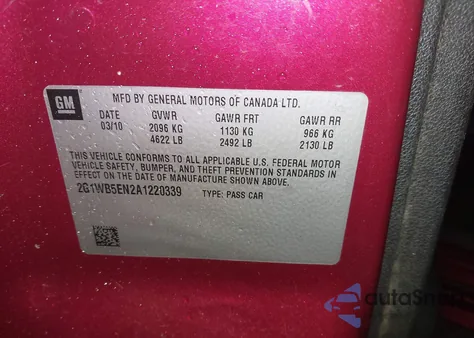 GM
MFD BY GENERAL MOTORS OF CANADA LTD.
DATE GVWR GAWR FRT GAWR RR
03/10 2096 KG 1130 KG 966 KG
4622 LB 2492 LB 2130 LB
THIS VEHICLE CONFORMS TO ALL APPLICABLE U.S. FEDERAL MOTOR
VEHICLE SAFETY, BUMPER, AND THEFT PREVENTION STANDARDS IN
EFFECT ON THE DATE OF MANUFACTURE SHOWN ABOVE.
2G1WB5EN2A1220339 TYPE: PASS CAR